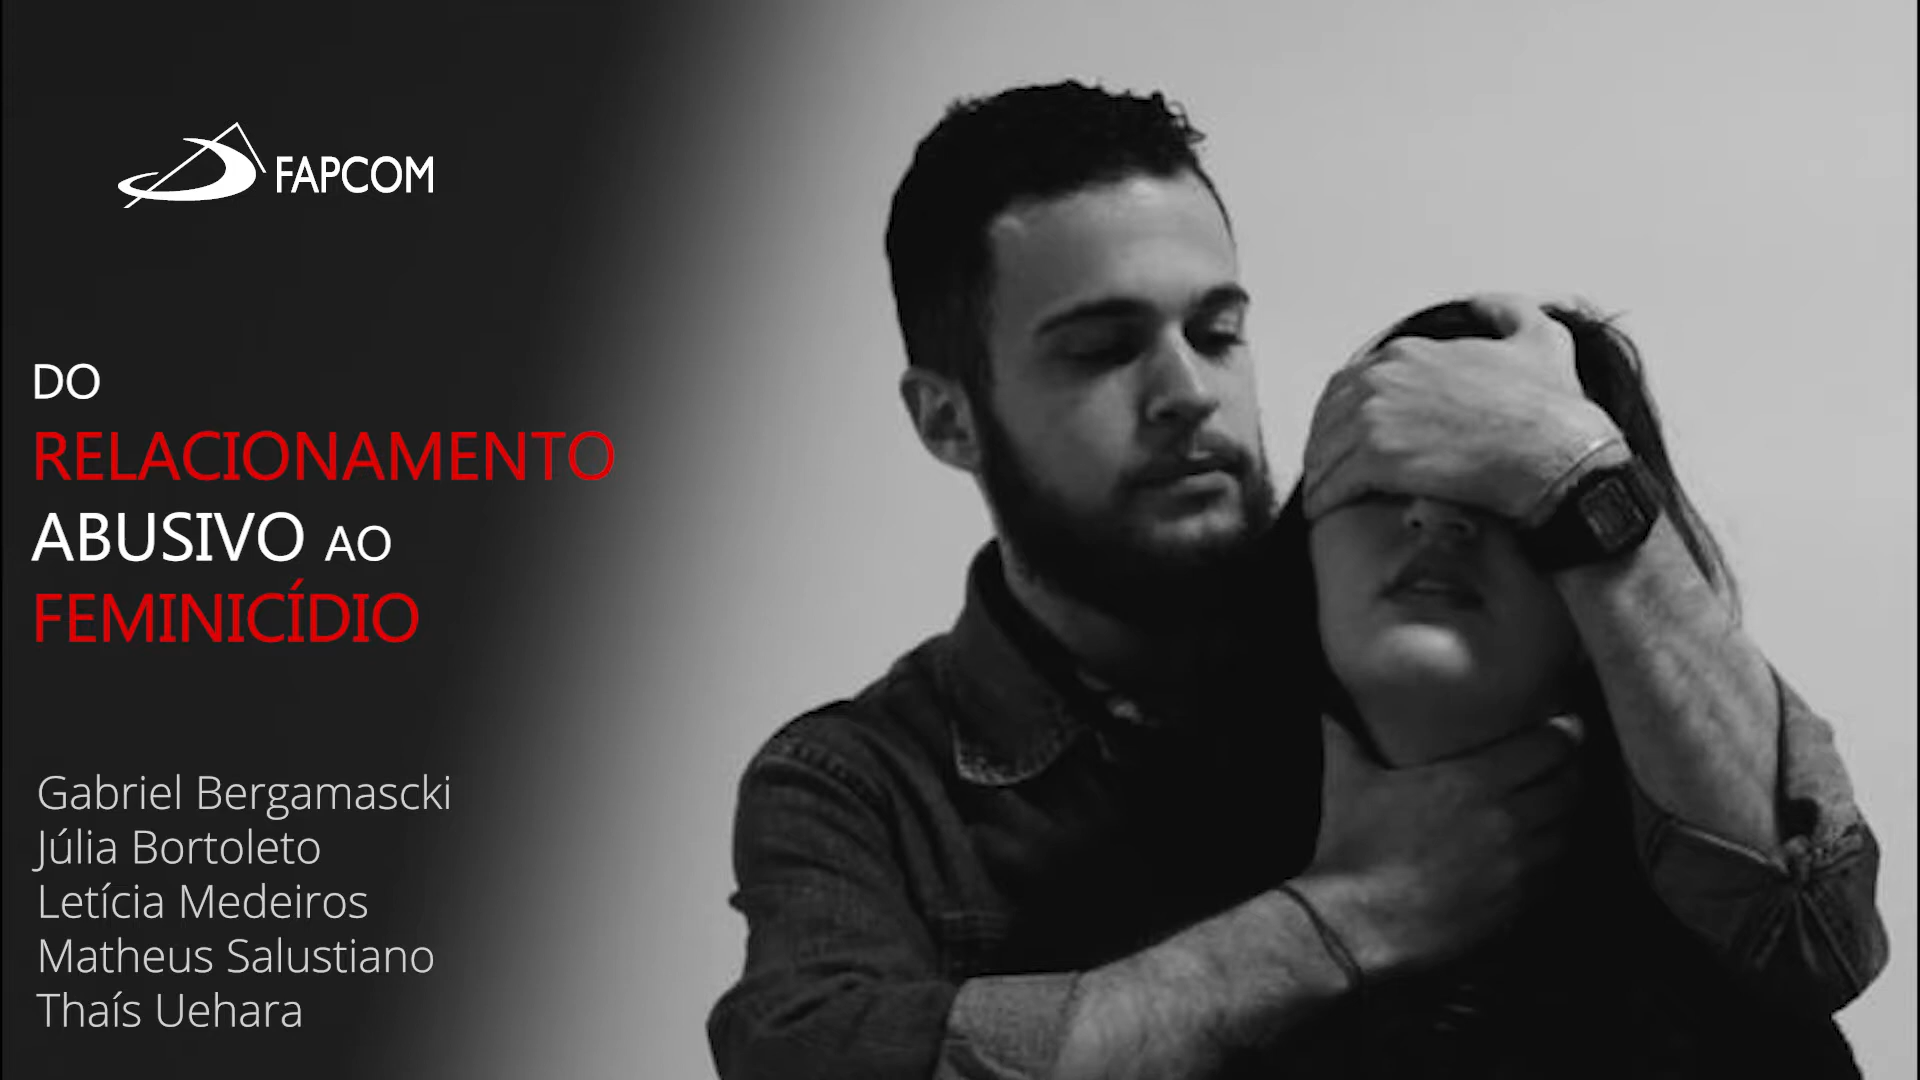 FAPCOM
DO
RELACIONAMENTO
ABUSIVO AO
FEMINICÍDIO
Gabriel Bergamascki
Júlia Bortoleto
Letícia Medeiros
Matheus Salustiano
Thaís Uehara